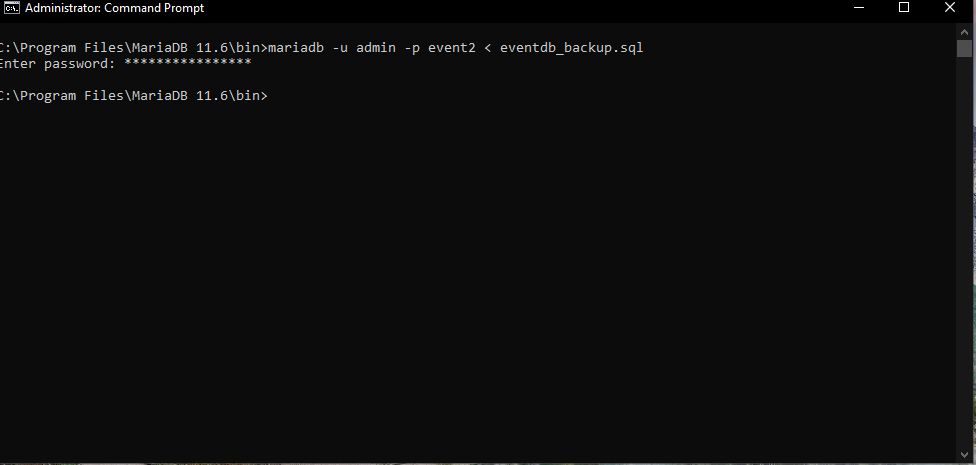 Administrator: Command Prompt
C:\Program Files\MariaDB 11.6\bin>mariadb -u admin -p event2 < eventdb_backup.sql
Enter password: ****************
C:\Program Files\MariaDB 11.6\bin>